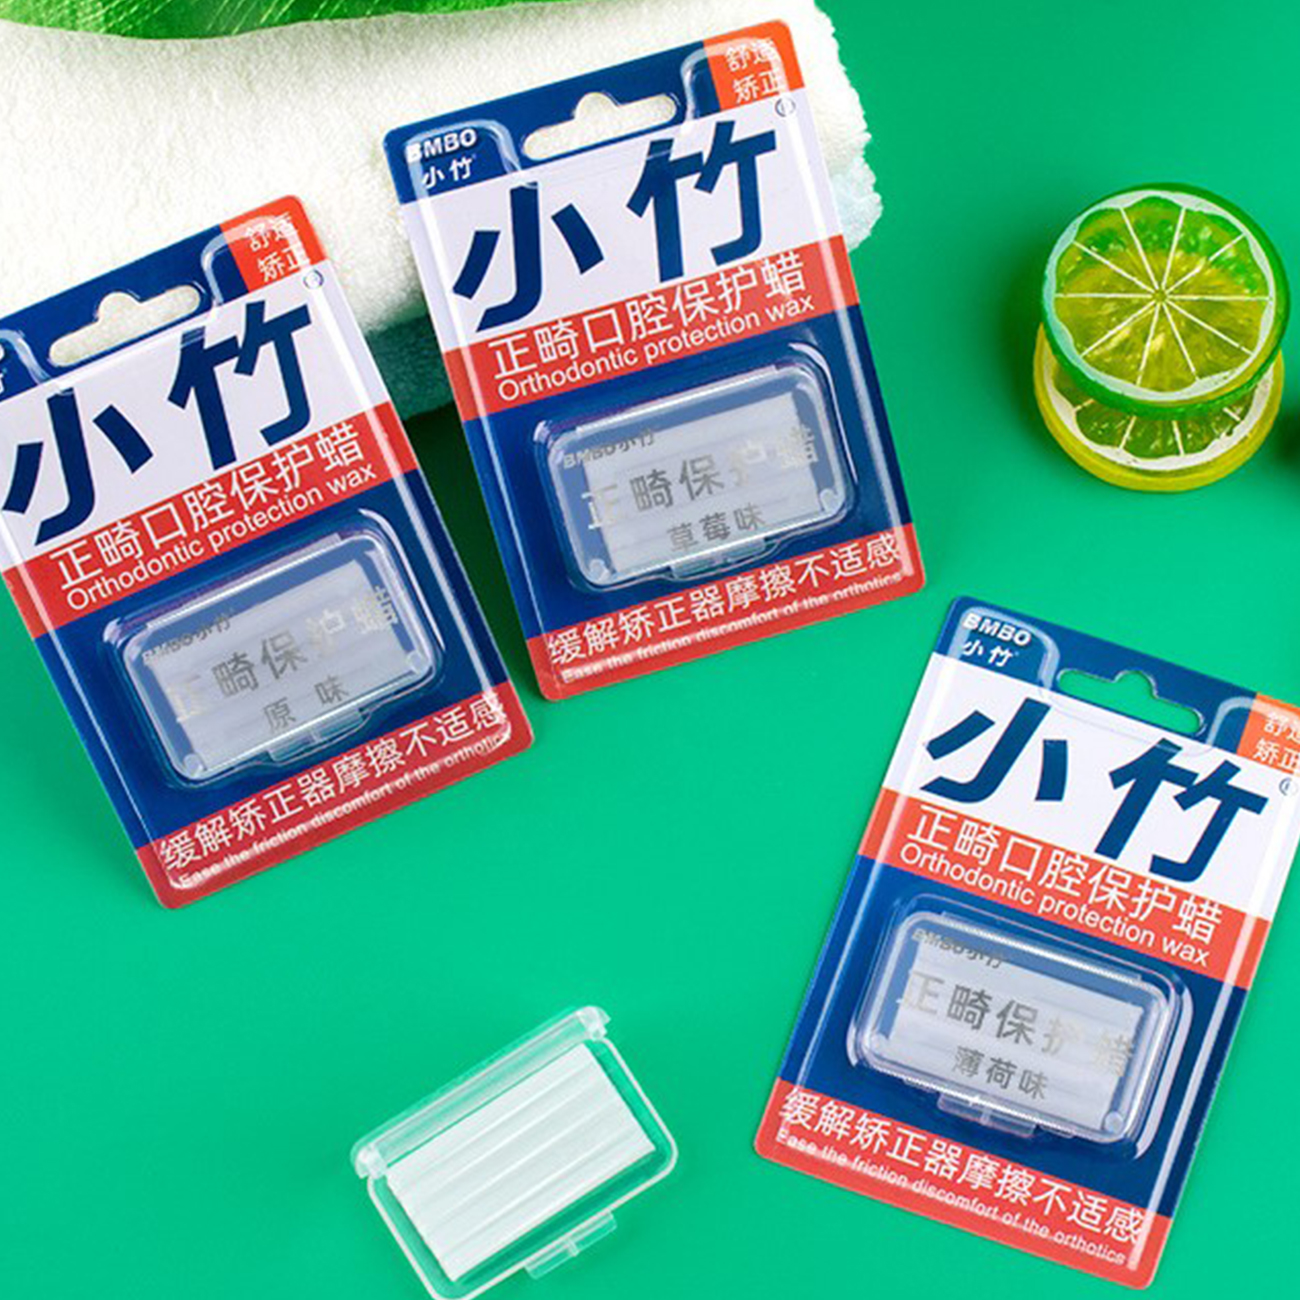 舒适
矫正
小竹®
正畸口腔保护蜡
Orthodontic protection wax
BMBO小竹
正畸保护蜡
原味
缓解矫正器摩擦不适感
Ease the friction discomfort of the orthotics
舒适
矫正
BMBO
小竹
小竹®
正畸口腔保护蜡
Orthodontic protection wax
BMBO小竹
正畸保护蜡
草莓味
缓解矫正器摩擦不适感
Ease the friction discomfort of the orthotics
BMBO
小竹
舒适
矫正
小竹®
正畸口腔保护蜡
Orthodontic protection wax
BMBO小竹
正畸保护蜡
薄荷味
缓解矫正器摩擦不适感
Ease the friction discomfort of the orthotics